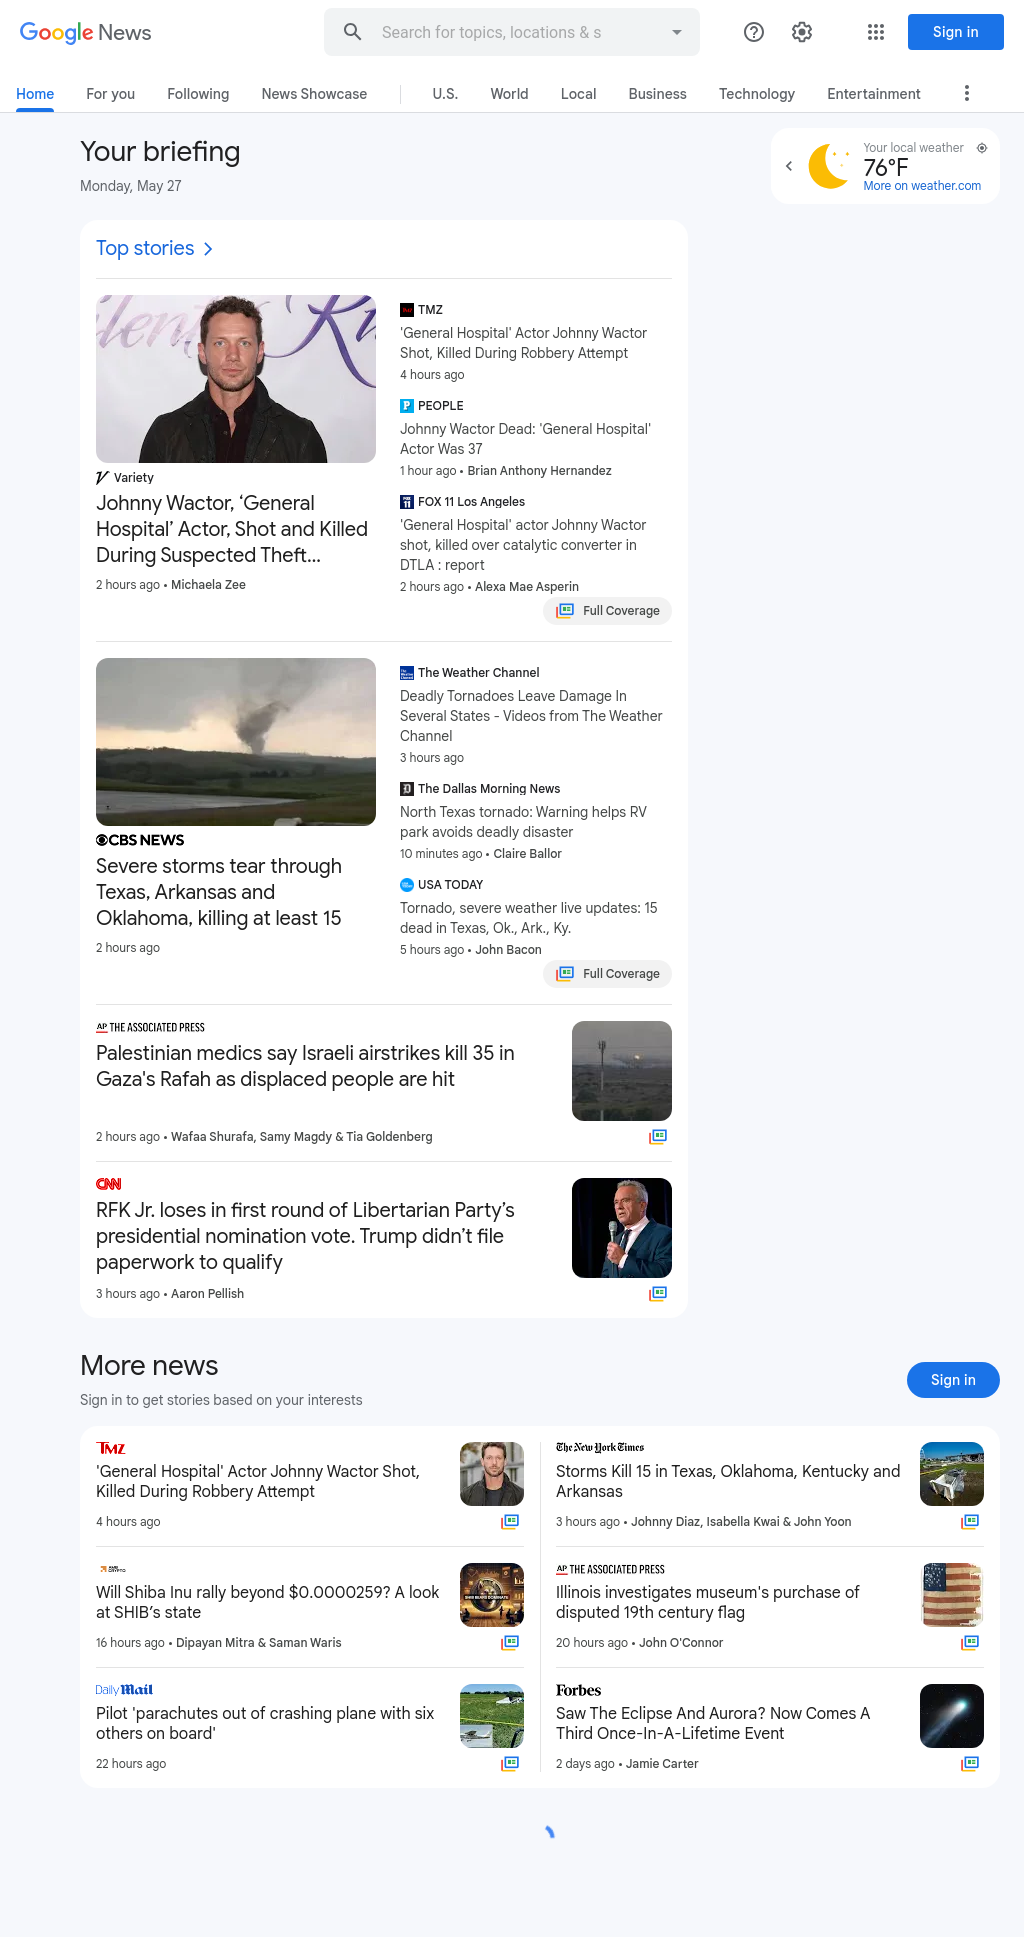 Google News
Search for topics, locations & s
Sign in
Home
For you
Following
News Showcase
U.S.
World
Local
Business
Technology
Entertainment
Your briefing
Monday, May 27
Your local weather
76°F
More on weather.com
Top stories
Variety
Johnny Wactor, ‘General
Hospital’ Actor, Shot and Killed
During Suspected Theft...
2 hours ago • Michaela Zee
TMZ
'General Hospital' Actor Johnny Wactor
Shot, Killed During Robbery Attempt
4 hours ago
PEOPLE
Johnny Wactor Dead: 'General Hospital'
Actor Was 37
1 hour ago • Brian Anthony Hernandez
FOX 11 Los Angeles
'General Hospital' actor Johnny Wactor
shot, killed over catalytic converter in
DTLA : report
2 hours ago • Alexa Mae Asperin
Full Coverage
CBS NEWS
Severe storms tear through
Texas, Arkansas and
Oklahoma, killing at least 15
2 hours ago
The Weather Channel
Deadly Tornadoes Leave Damage In
Several States - Videos from The Weather
Channel
3 hours ago
The Dallas Morning News
North Texas tornado: Warning helps RV
park avoids deadly disaster
10 minutes ago • Claire Ballor
USA TODAY
Tornado, severe weather live updates: 15
dead in Texas, Ok., Ark., Ky.
5 hours ago • John Bacon
Full Coverage
AP THE ASSOCIATED PRESS
Palestinian medics say Israeli airstrikes kill 35 in
Gaza's Rafah as displaced people are hit
2 hours ago • Wafaa Shurafa, Samy Magdy & Tia Goldenberg
CNN
RFK Jr. loses in first round of Libertarian Party’s
presidential nomination vote. Trump didn’t file
paperwork to qualify
3 hours ago • Aaron Pellish
More news
Sign in to get stories based on your interests
Sign in
TMZ
'General Hospital' Actor Johnny Wactor Shot,
Killed During Robbery Attempt
4 hours ago
The New York Times
Storms Kill 15 in Texas, Oklahoma, Kentucky and
Arkansas
3 hours ago • Johnny Diaz, Isabella Kwai & John Yoon
AMB CRYPTO
Will Shiba Inu rally beyond $0.0000259? A look
at SHIB’s state
16 hours ago • Dipayan Mitra & Saman Waris
SHIB BEARS DOMINATE
AP THE ASSOCIATED PRESS
Illinois investigates museum's purchase of
disputed 19th century flag
20 hours ago • John O'Connor
Daily Mail
Pilot 'parachutes out of crashing plane with six
others on board'
22 hours ago
Forbes
Saw The Eclipse And Aurora? Now Comes A
Third Once-In-A-Lifetime Event
2 days ago • Jamie Carter